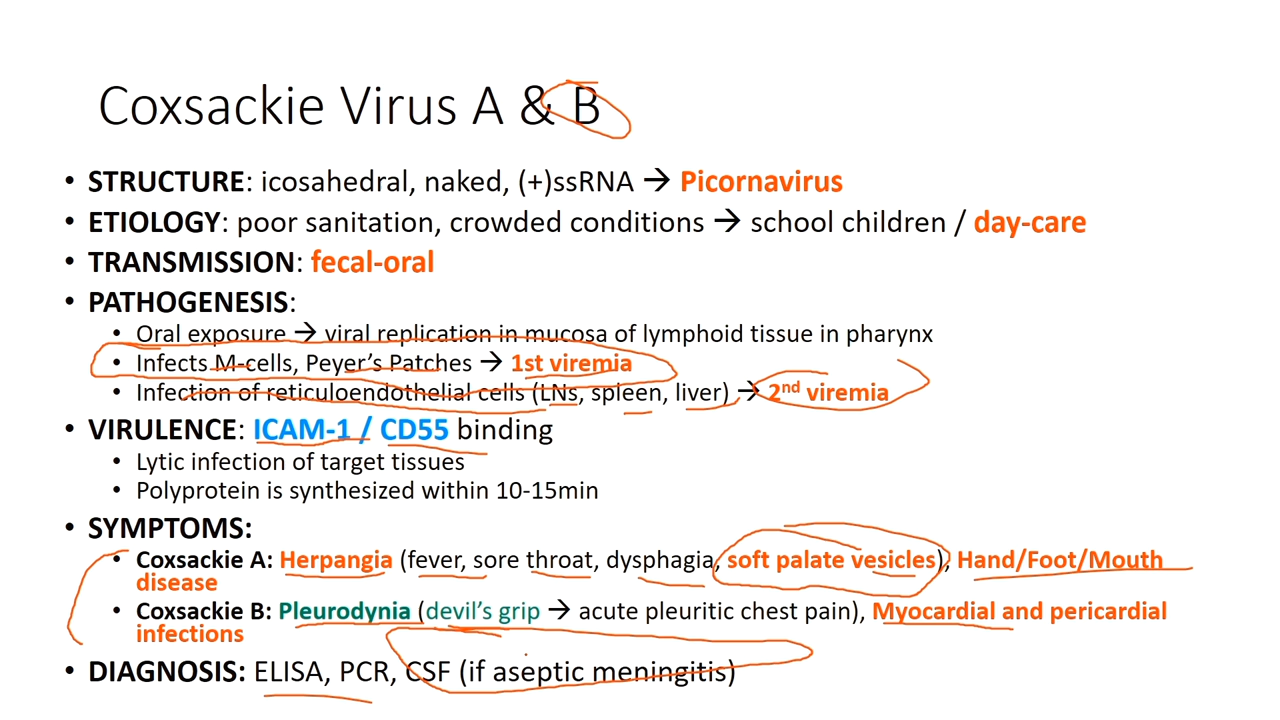 Coxsackie Virus A & B
• STRUCTURE: icosahedral, naked, (+)ssRNA → Picornavirus
• ETIOLOGY: poor sanitation, crowded conditions → school children / day-care
• TRANSMISSION: fecal-oral
• PATHOGENESIS:
• Oral exposure → viral replication in mucosa of lymphoid tissue in pharynx
• Infects M-cells, Peyer's Patches → 1st viremia
• Infection of reticuloendothelial cells (LNs, spleen, liver) → 2nd viremia
• VIRULENCE: ICAM-1 / CD55 binding
• Lytic infection of target tissues
• Polyprotein is synthesized within 10-15min
• SYMPTOMS:
• Coxsackie A: Herpangia (fever, sore throat, dysphagia, soft palate vesicles), Hand/Foot/Mouth
disease
• Coxsackie B: Pleurodynia (devil's grip → acute pleuritic chest pain), Myocardial and pericardial
infections
• DIAGNOSIS: ELISA, PCR, CSF (if aseptic meningitis)